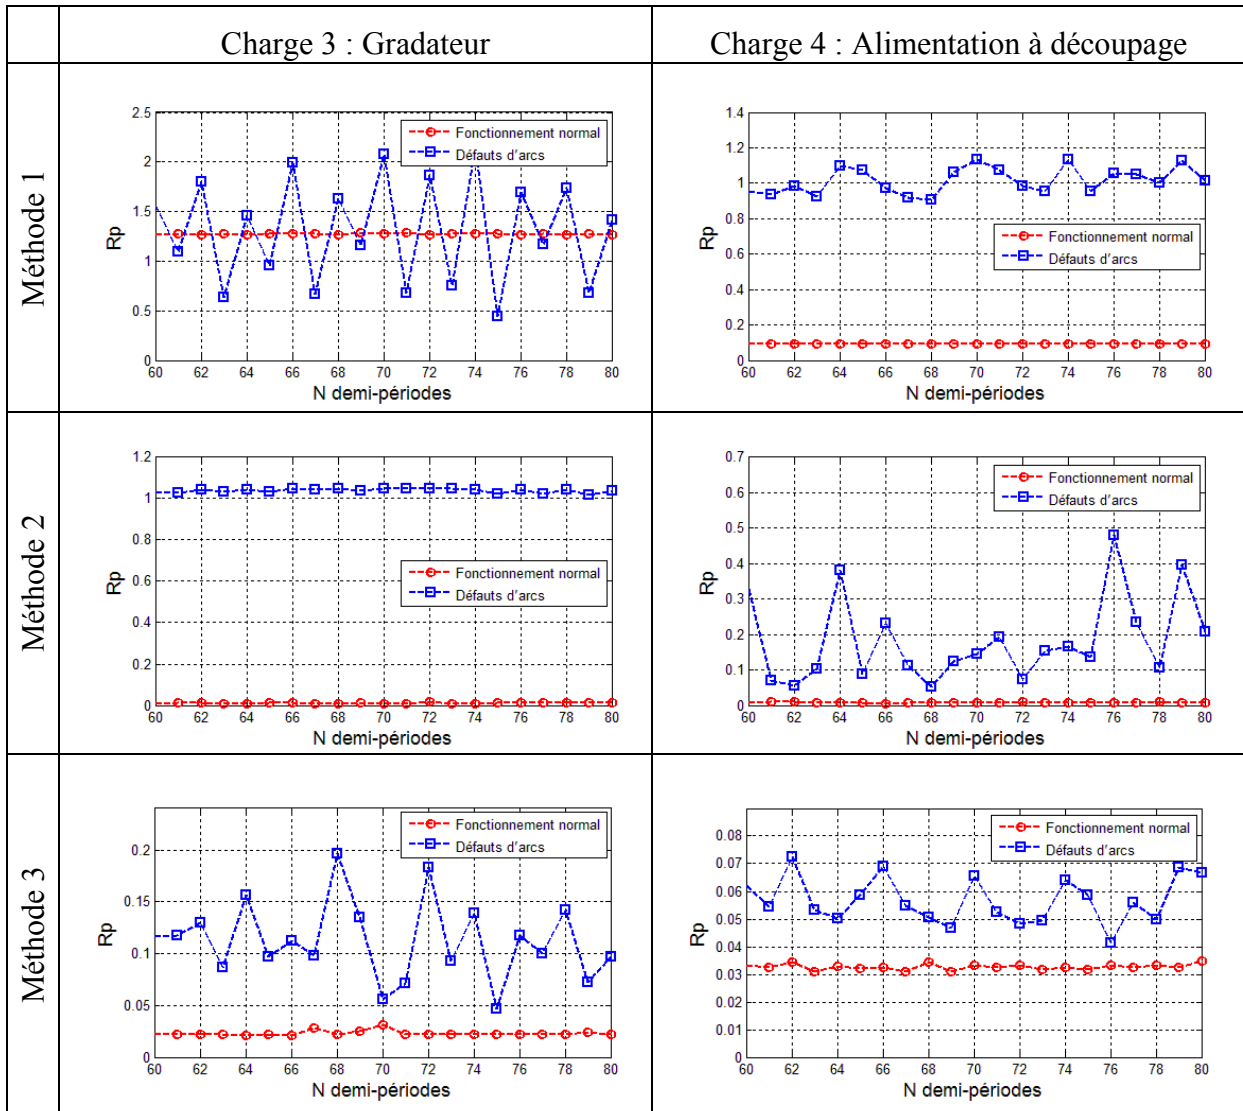 Charge 3 : Gradateur
Charge 4 : Alimentation à découpage
Méthode 1
2.5
2
1.5
1
0.5
0
Rp
Fonctionnement normal
Défauts d'arcs
60 62 64 66 68 70 72 74 76 78 80
N demi-périodes
1.4
1.2
1
0.8
0.6
0.4
0.2
0
Rp
Fonctionnement normal
Défauts d'arcs
60 62 64 66 68 70 72 74 76 78 80
N demi-périodes
Méthode 2
1.2
1
0.8
0.6
0.4
0.2
0
Rp
Fonctionnement normal
Défauts d'arcs
60 62 64 66 68 70 72 74 76 78 80
N demi-périodes
0.7
0.6
0.5
0.4
0.3
0.2
0.1
0
Rp
Fonctionnement normal
Défauts d'arcs
60 62 64 66 68 70 72 74 76 78 80
N demi-périodes
Méthode 3
0.2
0.15
0.1
0.05
0
Rp
Fonctionnement normal
Défauts d'arcs
60 62 64 66 68 70 72 74 76 78 80
N demi-périodes
0.08
0.07
0.06
0.05
0.04
0.03
0.02
0.01
0
Rp
Fonctionnement normal
Défauts d'arcs
60 62 64 66 68 70 72 74 76 78 80
N demi-périodes